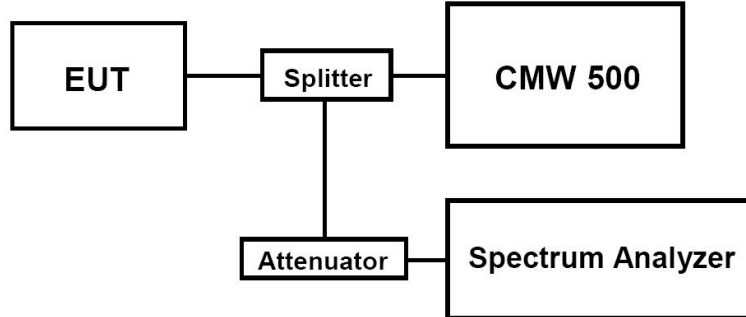 EUT
Splitter
CMW 500
Attenuator
Spectrum Analyzer